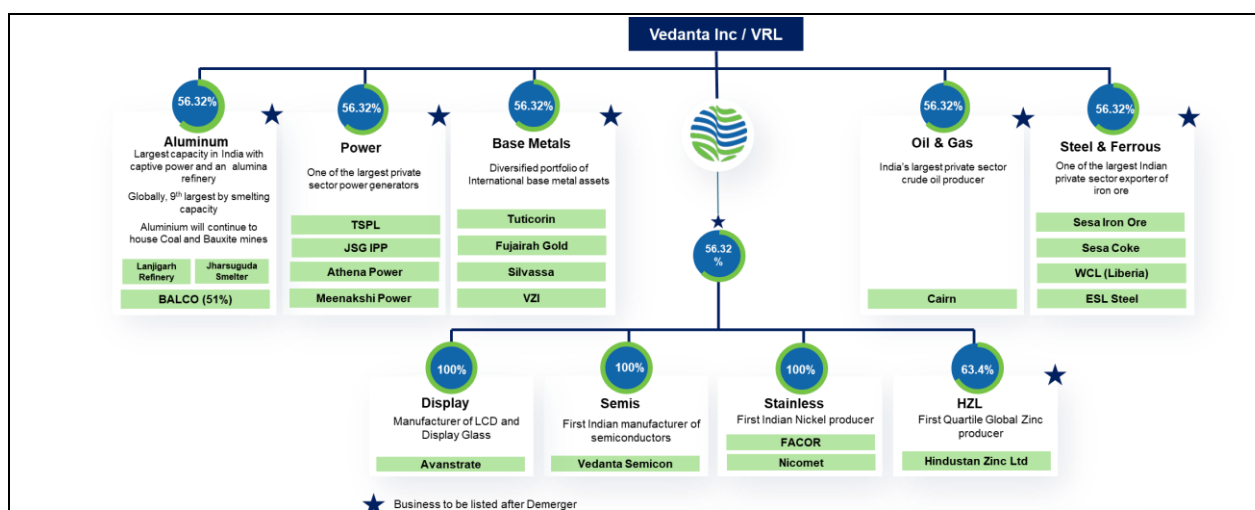 Vedanta Inc / VRL
56.32%
Aluminum
Largest capacity in India with
captive power and an alumina
refinery
Globally, 9th largest by smelting
capacity
Aluminium will continue to
house Coal and Bauxite mines
Lanjigarh
Refinery
Jharsuguda
Smelter
BALCO (51%)
56.32%
Power
One of the largest private
sector power generators
TSPL
JSG IPP
Athena Power
Meenakshi Power
56.32%
Base Metals
Diversified portfolio of
International base metal assets
Tuticorin
Fujairah Gold
Silvassa
VZI
56.32
%
56.32%
Oil & Gas
India's largest private sector
crude oil producer
Cairn
56.32%
Steel & Ferrous
One of the largest Indian
private sector exporter of
iron ore
Sesa Iron Ore
Sesa Coke
WCL (Liberia)
ESL Steel
100%
Display
Manufacturer of LCD and
Display Glass
Avanstrate
100%
Semis
First Indian manufacturer of
semiconductors
Vedanta Semicon
100%
Stainless
First Indian Nickel producer
FACOR
Nicomet
63.4%
HZL
First Quartile Global Zinc
producer
Hindustan Zinc Ltd
Business to be listed after Demerger